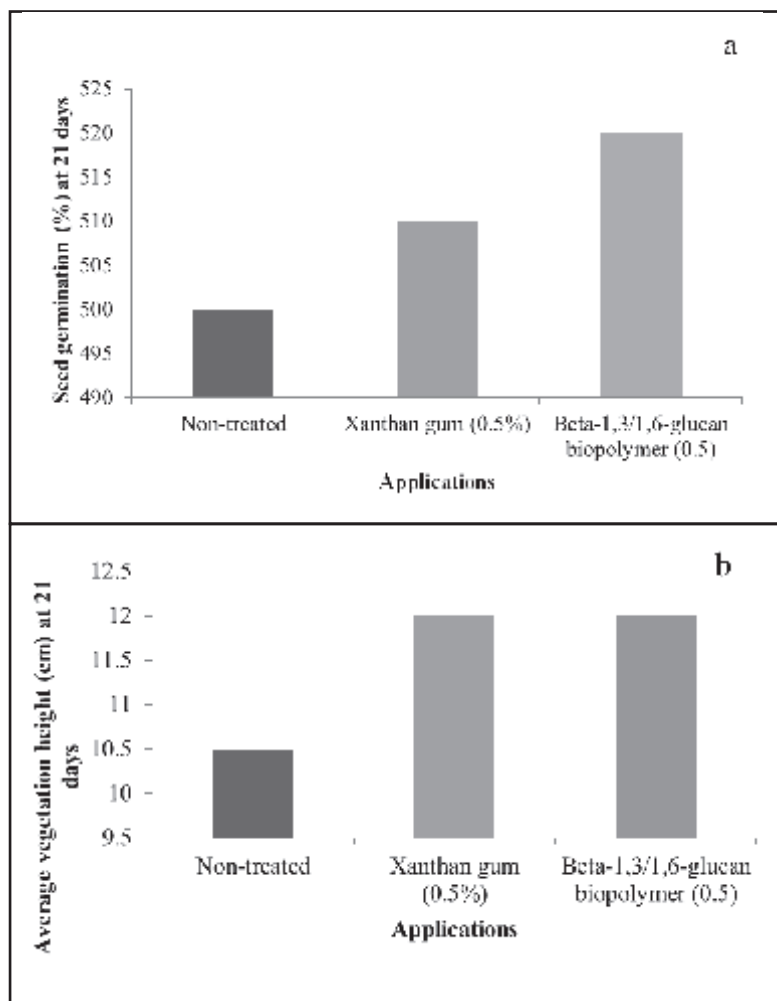 a
Seed germination (%) at 21 days
525
520
515
510
505
500
495
490
Non-treated
Xanthan gum (0.5%)
Beta-1,3/1,6-glucan
biopolymer (0.5)
Applications
b
Average vegetation height (cm) at 21
days
12.5
12
11.5
11
10.5
10
9.5
Non-treated
Xanthan gum
(0.5%)
Beta-1,3/1,6-glucan
biopolymer (0.5)
Applications